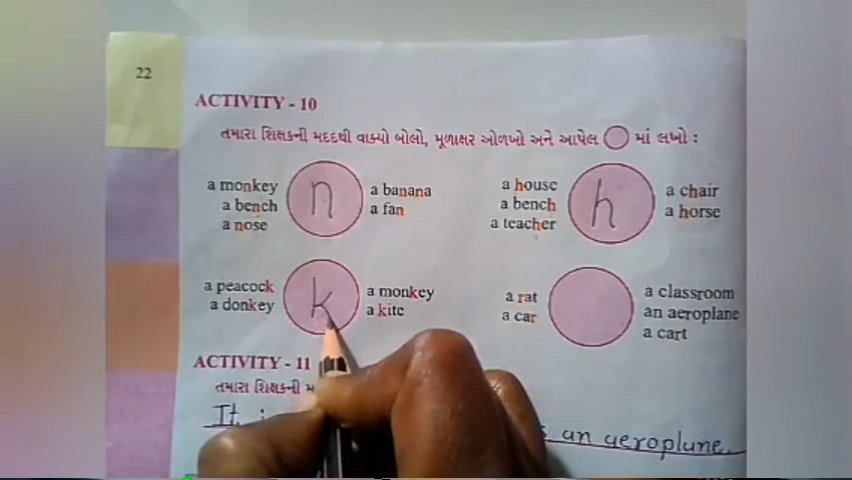 22
ACTIVITY - 10
તમારા શિક્ષકની મદદથી વાક્યો બોલો, મૂળાક્ષર ઓળખો અને આપેલ માં લખો :
a monkey
a bench
a nose
n
a banana
a fan
a house
a bench
a teacher
h
a chair
a horse
a peacock
a donkey
k
a monkey
a kite
a rat
a car
a classroom
an aeroplane
a cart
ACTIVITY - 11
તમારા શિક્ષકની
It
an aeroplane.